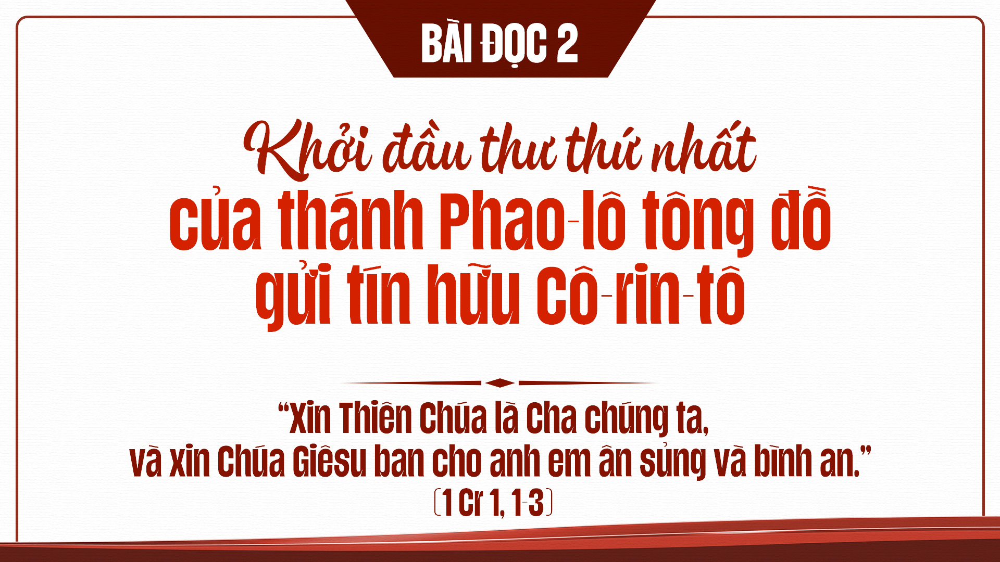 BÀI ĐỌC 2
Khởi đầu thư thứ nhất
của thánh Phao-lô tông đồ
gửi tín hữu Cô-rin-tô
“Xin Thiên Chúa là Cha chúng ta,
và xin Chúa Giêsu ban cho anh em ân sủng và bình an.”
(1 Cr 1, 1-3)